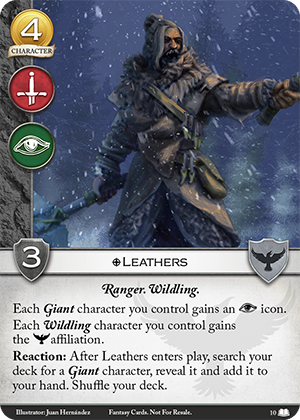 4
CHARACTER
3
LEATHERS
Ranger. Wildling.
Each Giant character you control gains an icon.
Each Wildling character you control gains
the affiliation.
Reaction: After Leathers enters play, search your
deck for a Giant character, reveal it and add it to
your hand. Shuffle your deck.
Illustrator: Juan Hernández Fantasy Cards. Not For Resale. 10